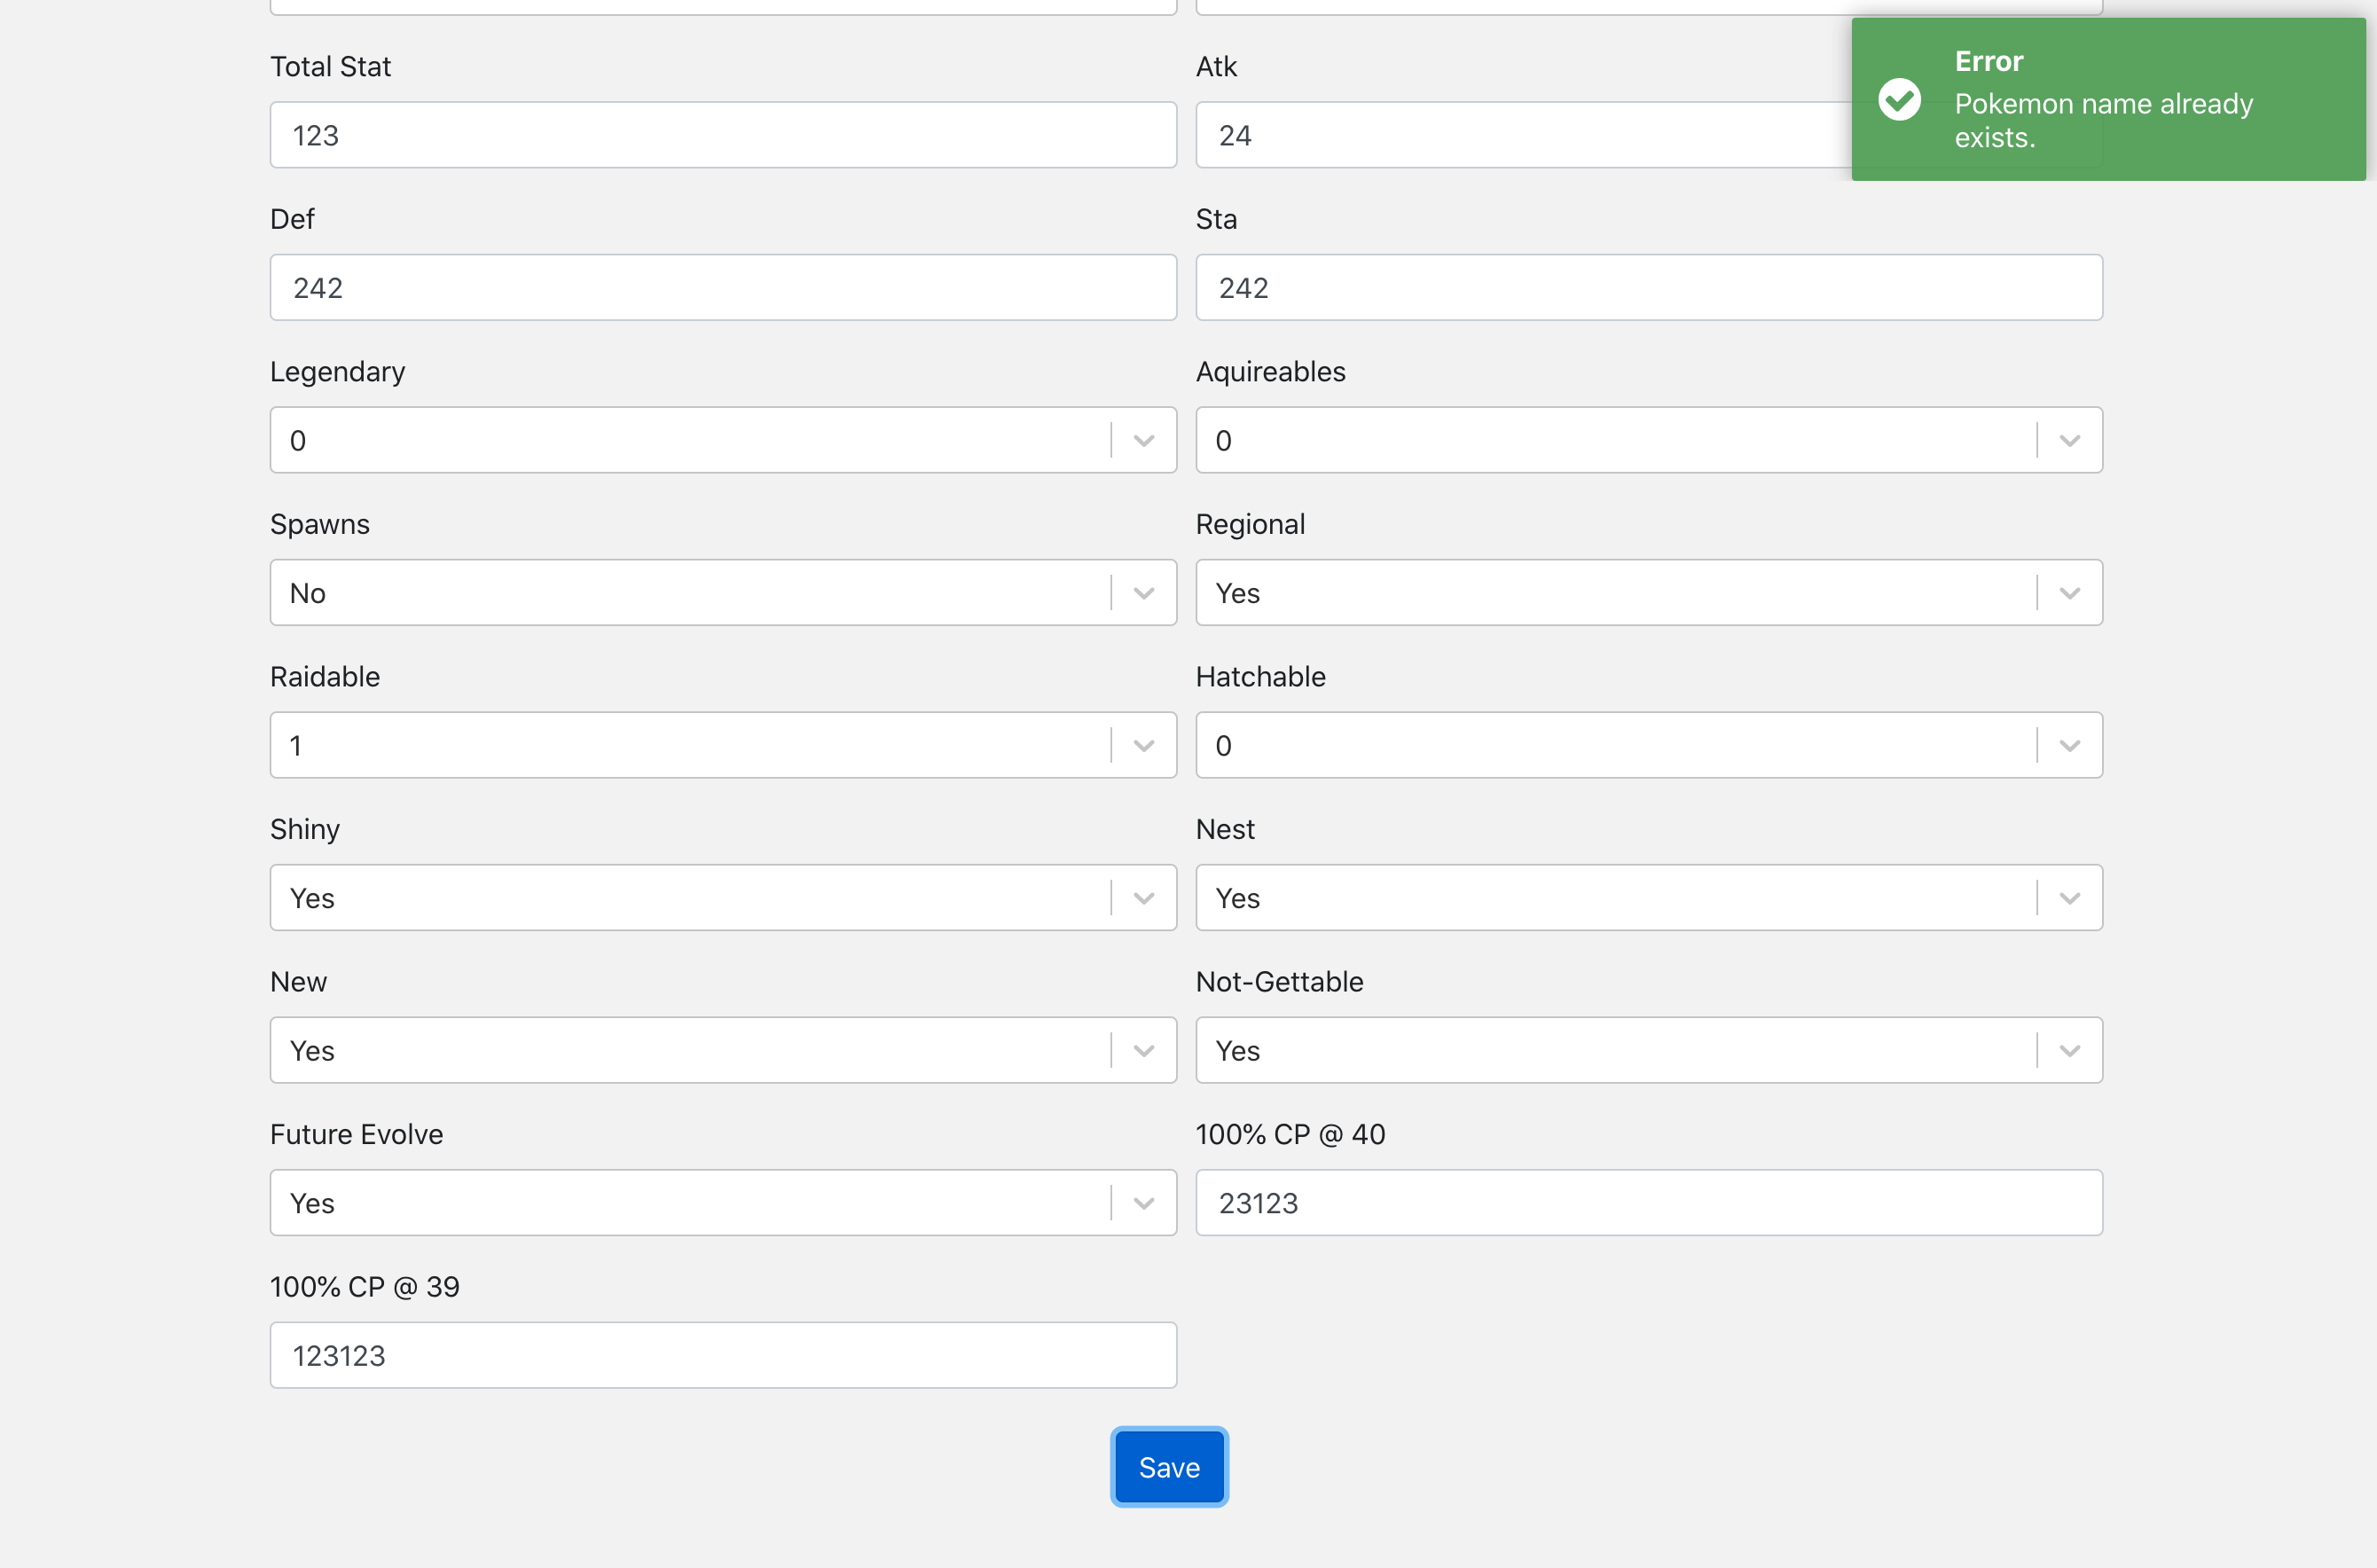 Error
Pokemon name already
exists.
Total Stat
Atk
123
24
Def
Sta
242
242
Legendary
Aquireables
0
0
Spawns
Regional
No
Yes
Raidable
Hatchable
1
0
Shiny
Nest
Yes
Yes
New
Not-Gettable
Yes
Yes
Future Evolve
100% CP @ 40
Yes
23123
100% CP @ 39
123123
Save